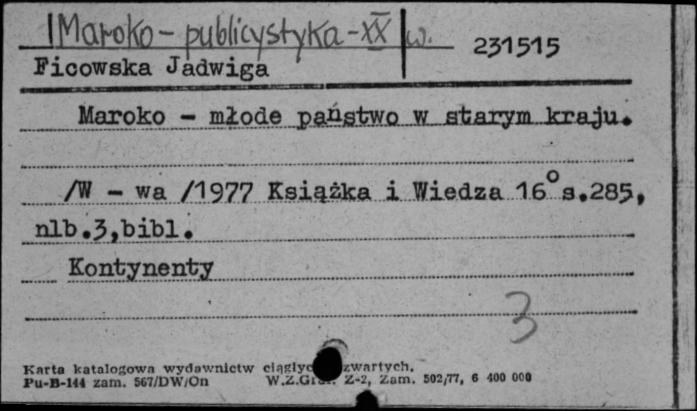 Maroko - publicystyka - XX w.
231515
Ficowska Jadwiga
Maroko - młode państwo w starym kraju.
/W - wa /1977 Książka i Wiedza 16° s.285,
nlb.3,bibl.
Kontynenty
3
Karta katalogowa wydawnictw zwartych.
Pu-B-144 zam. 567/DW/On W.Z.Graf. Z-2, Zam. 502/77, 6 400 000